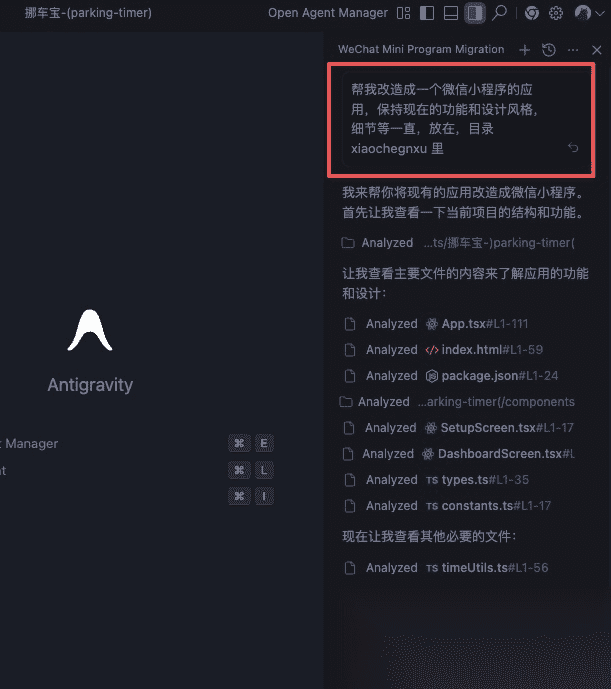 挪车宝-(parking-timer)
Open Agent Manager
WeChat Mini Program Migration
帮我改造成一个微信小程序的应
用，保持现在的功能和设计风格，
细节等一直，放在，目录
xiaochegnxu 里
我来帮你将现有的应用改造成微信小程序。
首先让我查看一下当前项目的结构和功能。
Analyzed ...ts/挪车宝-)parking-timer(
让我查看主要文件的内容来了解应用的功能
和设计：
Analyzed App.tsx#L1-111
Analyzed </> index.html#L1-59
Analyzed package.json#L1-24
Analyzed ...arking-timer(/components
Analyzed SetupScreen.tsx#L1-17
Analyzed DashboardScreen.tsx#L
Analyzed TS types.ts#L1-35
Analyzed TS constants.ts#L1-17
现在让我查看其他必要的文件：
Analyzed TS timeUtils.ts#L1-56
Antigravity
t Manager ⌘ E
t ⌘ L
⌘ I